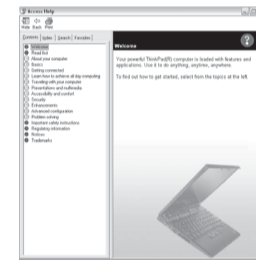 Access Help
Hide Back Print
Contents Index Search Favorites
Welcome
Read first
About your computer
Basics
Getting connected
Learn how to achieve all-day computing
Traveling with your computer
Presentations and multimedia
Accessibility and comfort
Security
Enhancements
Advanced configuration
Problem solving
Important safety instructions
Regulatory information
Notices
Trademarks
Welcome
?
Your powerful ThinkPad(R) computer is loaded with features and
applications. Use it to do anything, anytime, anywhere.
To find out how to get started, select from the topics at the left.